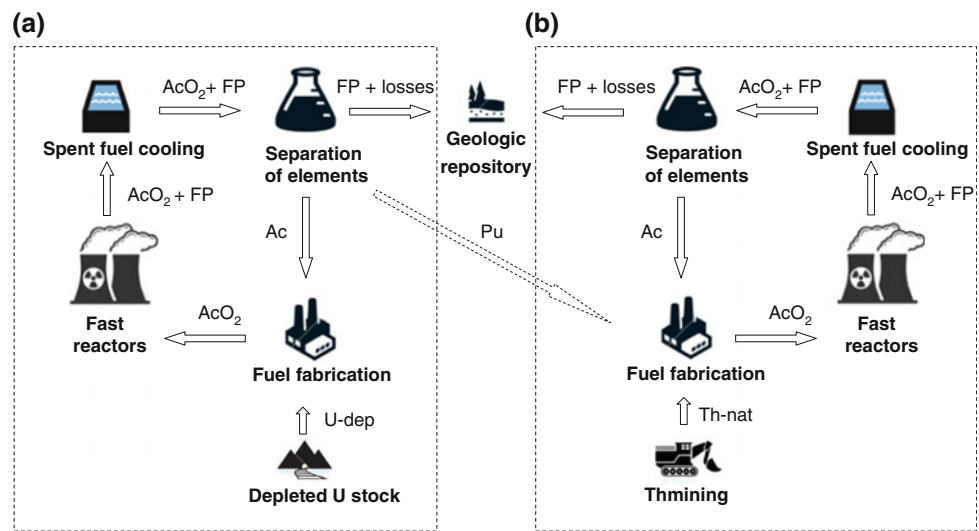 (a)
AcO₂+ FP
FP + losses
Spent fuel cooling
Separation
of elements
AcO₂ + FP
Ac
Fast
reactors
AcO₂
Fuel fabrication
U-dep
Depleted U stock
Geologic
repository
Pu
(b)
FP + losses
AcO₂+ FP
Separation
of elements
Spent fuel cooling
Ac
AcO₂+ FP
AcO₂
Fast
reactors
Fuel fabrication
Th-nat
Thmining